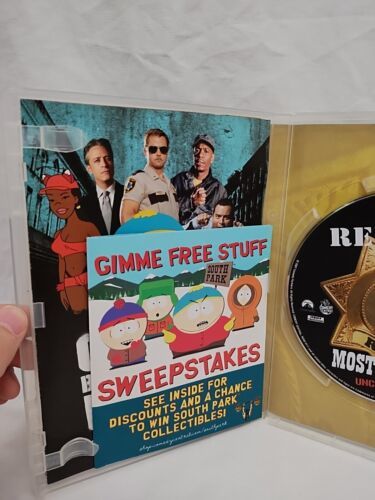 GIMME FREE STUFF
SOUTH
PARK
SWEEPSTAKES
SEE INSIDE FOR
DISCOUNTS AND A CHANCE
TO WIN SOUTH PARK
COLLECTIBLES!
RE
MOST
UNC